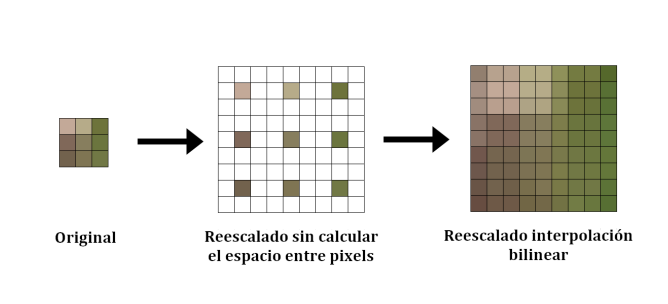 Original
Reescalado sin calcular
el espacio entre pixels
Reescalado interpolación
bilinear